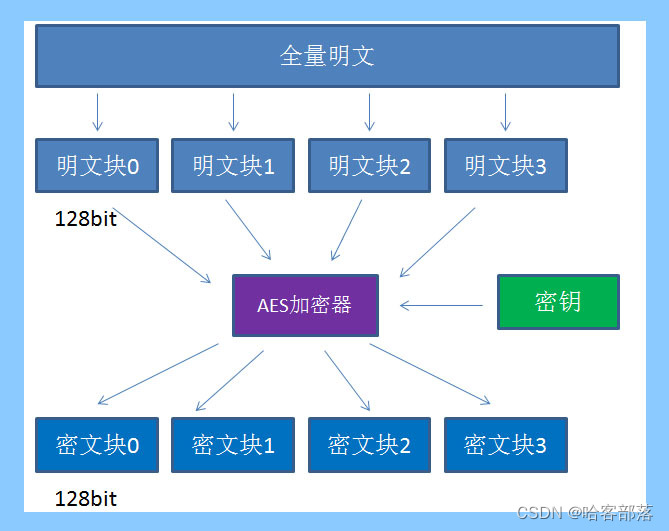 全量明文
明文块0
明文块1
明文块2
明文块3
128bit
AES加密器
密钥
密文块0
密文块1
密文块2
密文块3
128bit
CSDN @哈客部落